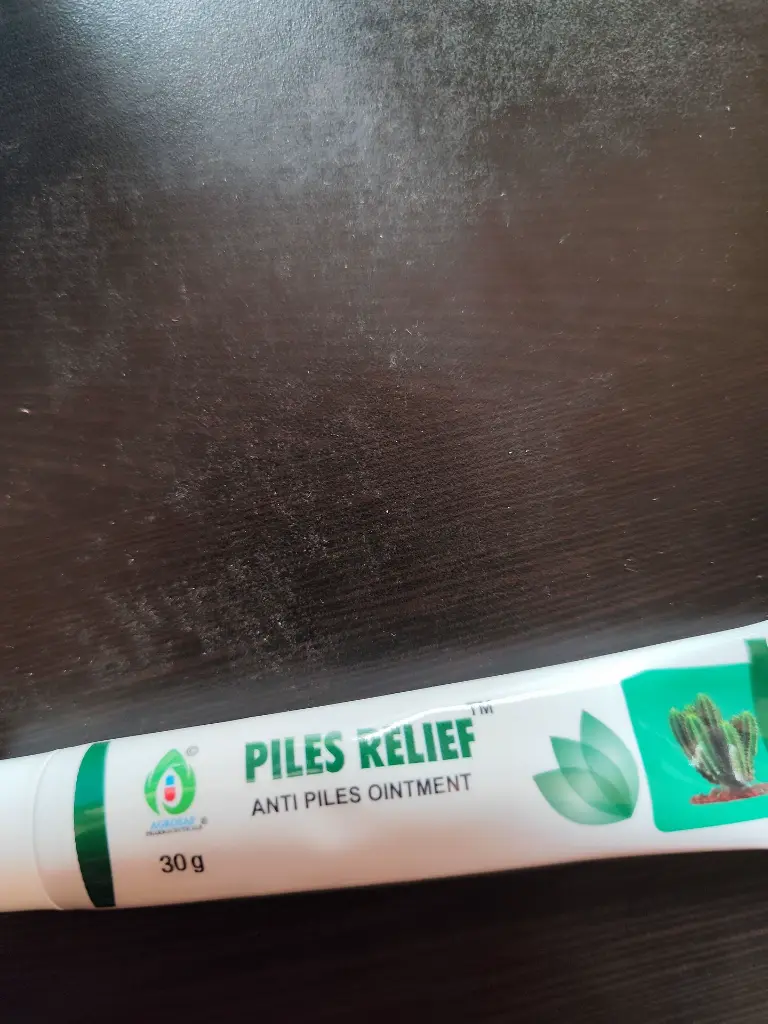 PILES RELIEF™
ANTI PILES OINTMENT
©
®
30 g